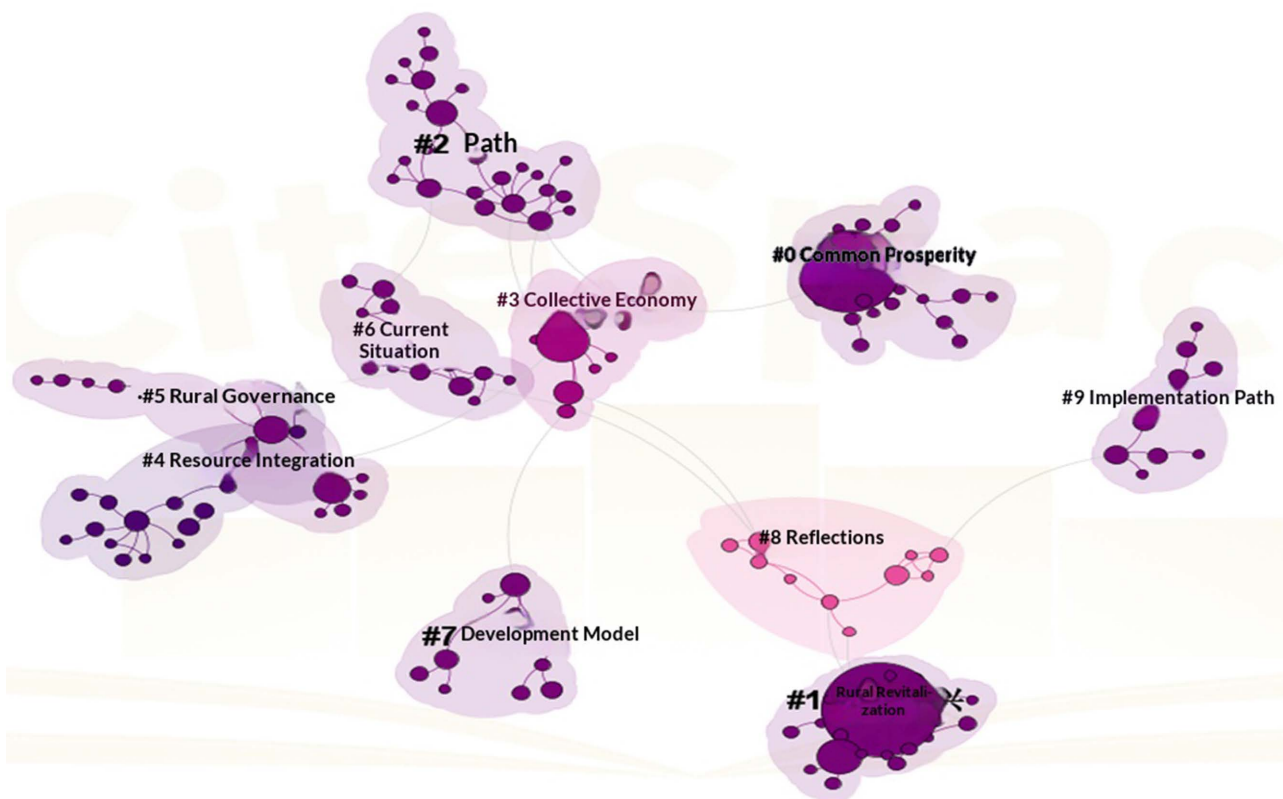 #2 Path
#0 Common Prosperity
#3 Collective Economy
#6 Current
Situation
#5 Rural Governance
#9 Implementation Path
#4 Resource Integration
#8 Reflections
#7 Development Model
#1 Rural Revitali-
zation